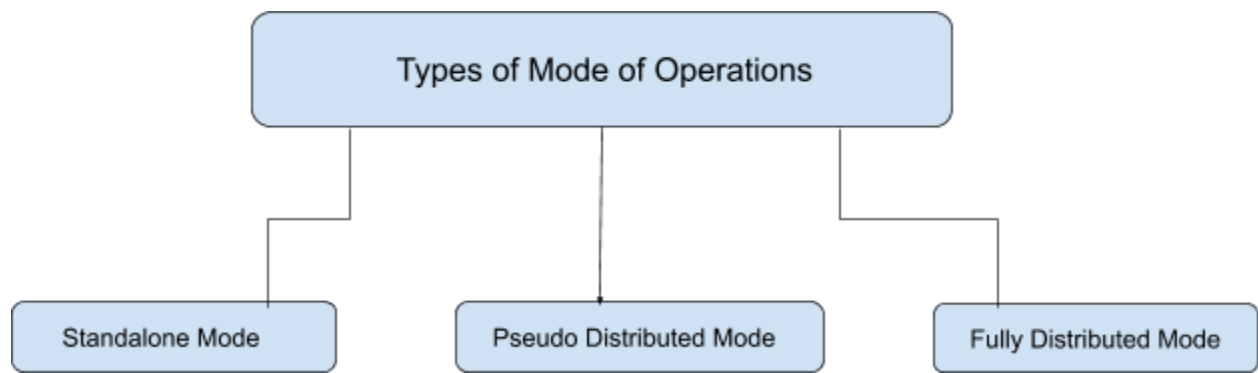 Types of Mode of Operations
Standalone Mode
Pseudo Distributed Mode
Fully Distributed Mode